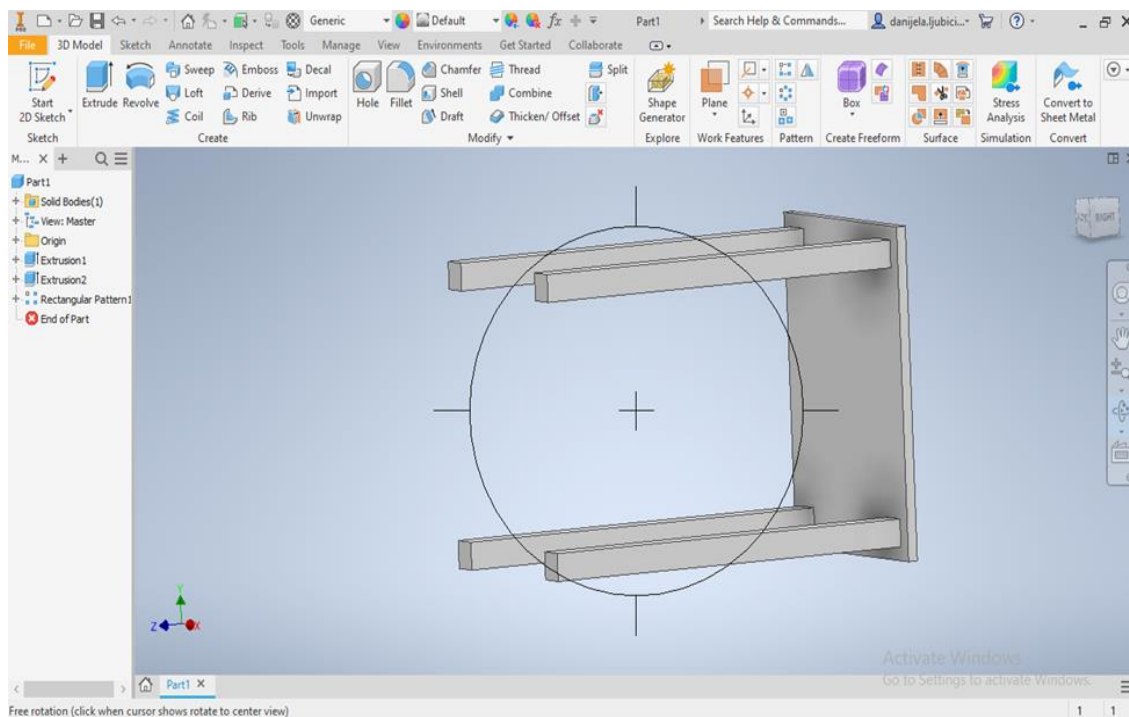 PRO Generic Default fx Part1 Search Help & Commands... danijela.ljubici...
File 3D Model Sketch Annotate Inspect Tools Manage View Environments Get Started Collaborate
Sweep Emboss Decal Chamfer Thread Split
Loft Derive Import Shell Combine
Start 2D Sketch Extrude Revolve Hole Fillet Shape Generator Plane Box Stress Analysis Convert to Sheet Metal
Coil Rib Unwrap Draft Thicken/ Offset
Sketch Create Modify Explore Work Features Pattern Create Freeform Surface Simulation Convert
M...
Part1
Solid Bodies(1)
View: Master
Origin
Extrusion1
Extrusion2
Rectangular Pattern1
End of Part
RIGHT
Y
Z X
Activate Windows
Go to Settings to activate Windows.
Part1
Free rotation (click when cursor shows rotate to center view) 1 1